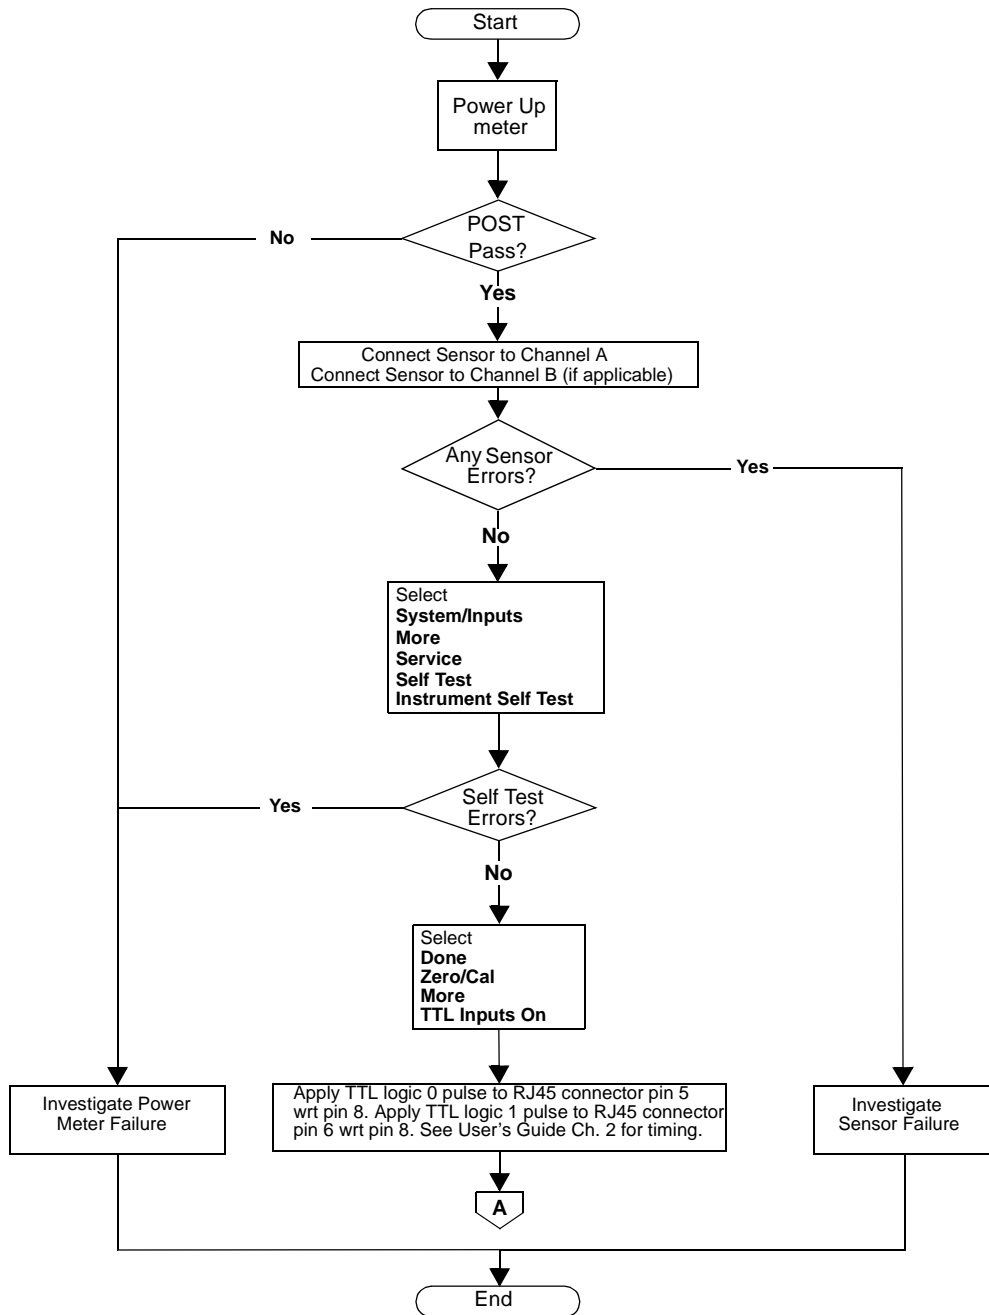 Start
Power Up
meter
POST
Pass?
No
Yes
Connect Sensor to Channel A
Connect Sensor to Channel B (if applicable)
Any Sensor
Errors?
Yes
No
Select
System/Inputs
More
Service
Self Test
Instrument Self Test
Self Test
Errors?
Yes
No
Select
Done
Zero/Cal
More
TTL Inputs On
Investigate Power
Meter Failure
Apply TTL logic 0 pulse to RJ45 connector pin 5
wrt pin 8. Apply TTL logic 1 pulse to RJ45 connector
pin 6 wrt pin 8. See User's Guide Ch. 2 for timing.
Investigate
Sensor Failure
A
End